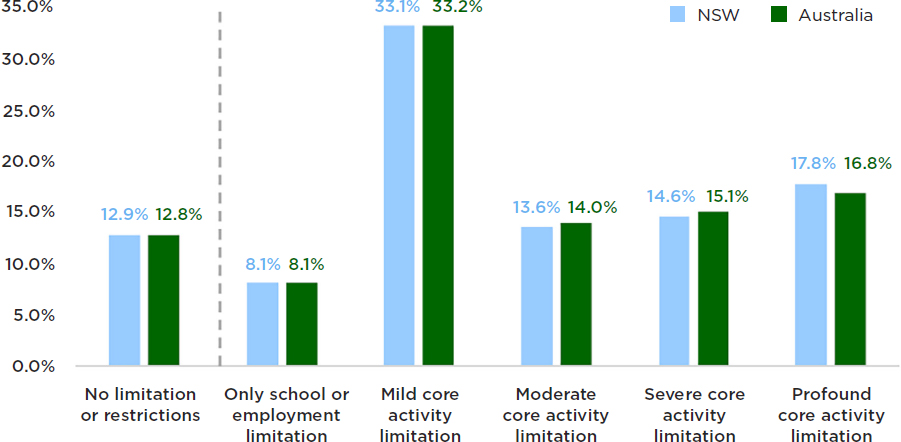 35.0%
30.0%
25.0%
20.0%
15.0%
10.0%
5.0%
0.0%
NSW
Australia
12.9% 12.8%
8.1% 8.1%
33.1% 33.2%
13.6% 14.0%
14.6% 15.1%
17.8% 16.8%
No limitation
or restrictions
Only school or
employment
limitation
Mild core
activity
limitation
Moderate
core activity
limitation
Severe core
activity
limitation
Profound
core activity
limitation